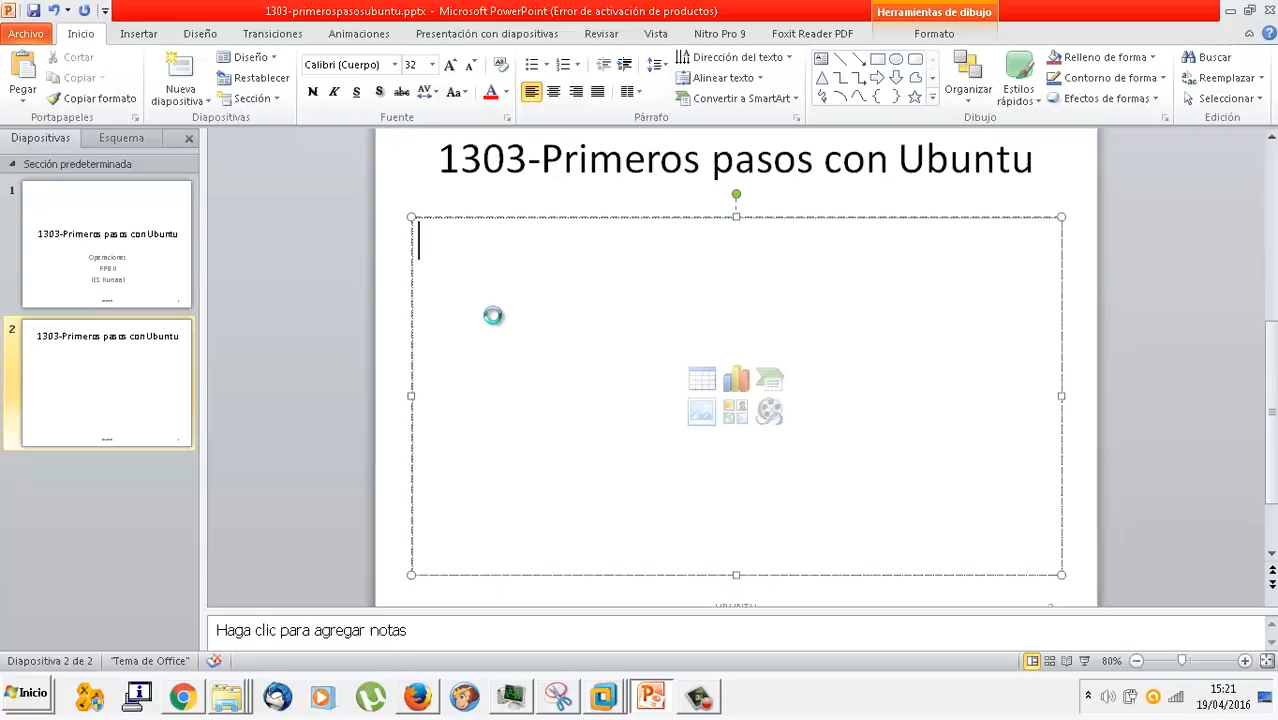 1303-primerospasosubuntu.pptx - Microsoft PowerPoint (Error de activación de productos)
Herramientas de dibujo
Archivo Inicio Insertar Diseño Transiciones Animaciones Presentación con diapositivas Revisar Vista Nitro Pro 9 Foxit Reader PDF Formato
Pegar
Cortar
Copiar
Copiar formato
Portapapeles
Nueva diapositiva
Diseño
Restablecer
Sección
Diapositivas
Calibri (Cuerpo) 32
N K S S abc AV Aa A
Fuente
Dirección del texto
Alinear texto
Convertir a SmartArt
Párrafo
Organizar
Estilos rápidos
Relleno de forma
Contorno de forma
Efectos de formas
Dibujo
Buscar
Reemplazar
Seleccionar
Edición
Diapositivas Esquema
Sección predeterminada
1
1303-Primeros pasos con Ubuntu
Operaciones
FPB II
IES Kursaal
2
1303-Primeros pasos con Ubuntu
1303-Primeros pasos con Ubuntu
UBUNTU 2
Haga clic para agregar notas
Diapositiva 2 de 2 "Tema de Office" 80%
Inicio
15:21
19/04/2016